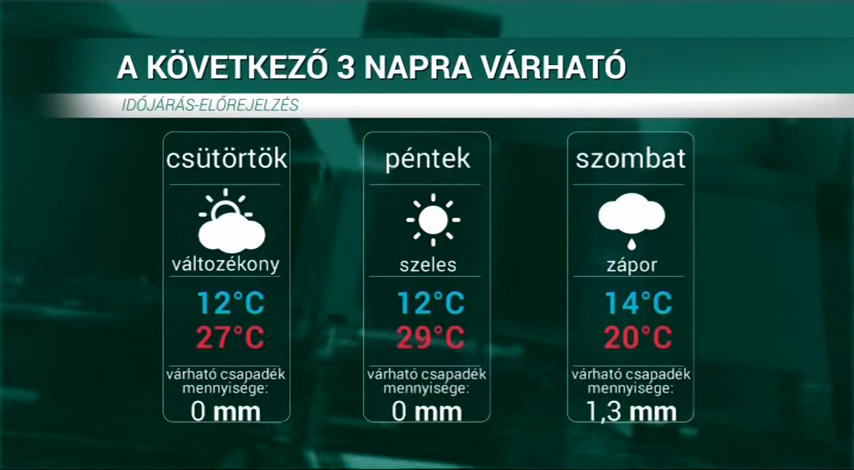 A KÖVETKEZŐ 3 NAPRA VÁRHATÓ
IDŐJÁRÁS-ELŐREJELZÉS
csütörtök
változékony
12°C
27°C
várható csapadék
mennyisége:
0 mm
péntek
szeles
12°C
29°C
várható csapadék
mennyisége:
0 mm
szombat
zápor
14°C
20°C
várható csapadék
mennyisége:
1,3 mm